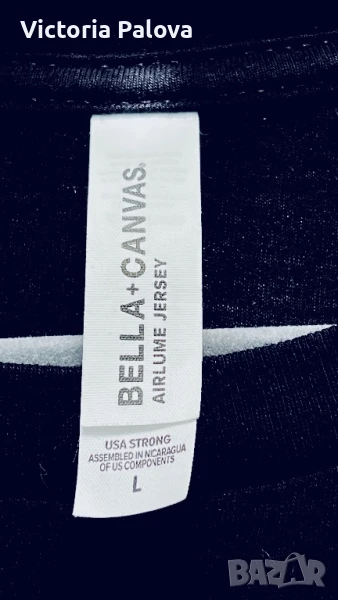 Victoria Palova
BELLA+CANVAS®
AIRLUME JERSEY
USA STRONG
ASSEMBLED IN NICARAGUA
OF US COMPONENTS
L
BAZAR